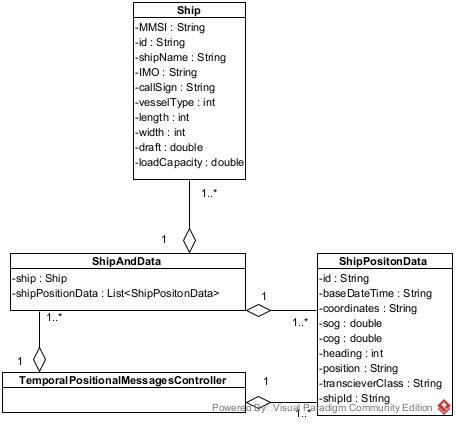 Ship
-MMSI : String
-id : String
-shipName : String
-IMO : String
-callSign : String
-vesselType : int
-length : int
-width : int
-draft : double
-loadCapacity : double
1..*
1
ShipAndData
-ship : Ship
-shipPositionData : List<ShipPositonData>
1
1..*
ShipPositonData
-id : String
-baseDateTime : String
-coordinates : String
-sog : double
-cog : double
-heading : int
-position : String
-transcieverClass : String
-shipId : String
1..*
1
TemporalPositionalMessagesController
1
1..*
Powered By Visual Paradigm Community Edition